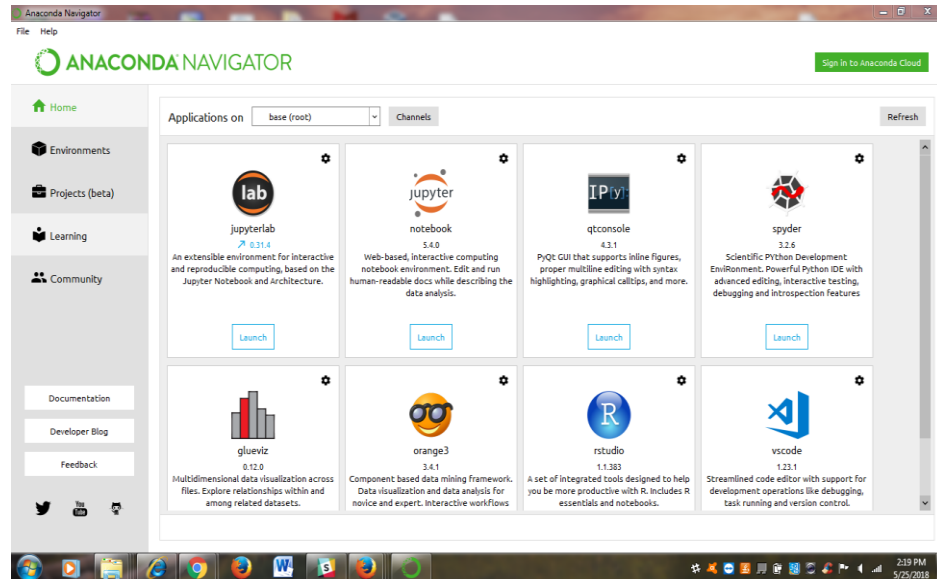 Anaconda Navigator
File Help
ANACONDA NAVIGATOR
Sign in to Anaconda Cloud
Home
Environments
Projects (beta)
Learning
Community
Documentation
Developer Blog
Feedback
You
Tube
Applications on base (root) Channels Refresh
lab
jupyterlab
0.31.4
An extensible environment for interactive
and reproducible computing, based on the
Jupyter Notebook and Architecture.
Launch
jupyter
notebook
5.4.0
Web-based, interactive computing
notebook environment. Edit and run
human-readable docs while describing the
data analysis.
Launch
IP[y]:
qtconsole
4.3.1
PyQt GUI that supports inline figures,
proper multiline editing with syntax
highlighting, graphical calltips, and more.
Launch
spyder
3.2.6
Scientific PYthon Development
EnviRonment. Powerful Python IDE with
advanced editing, interactive testing,
debugging and introspection features
Launch
glueviz
0.12.0
Multidimensional data visualization across
files. Explore relationships within and
among related datasets.
orange3
3.4.1
Component based data mining framework.
Data visualization and data analysis for
novice and expert. Interactive workflows
R
rstudio
1.1.383
A set of integrated tools designed to help
you be more productive with R. Includes R
essentials and notebooks.
vscode
1.23.1
Streamlined code editor with support for
development operations like debugging,
task running and version control.
W
S
2:19 PM
5/25/2018